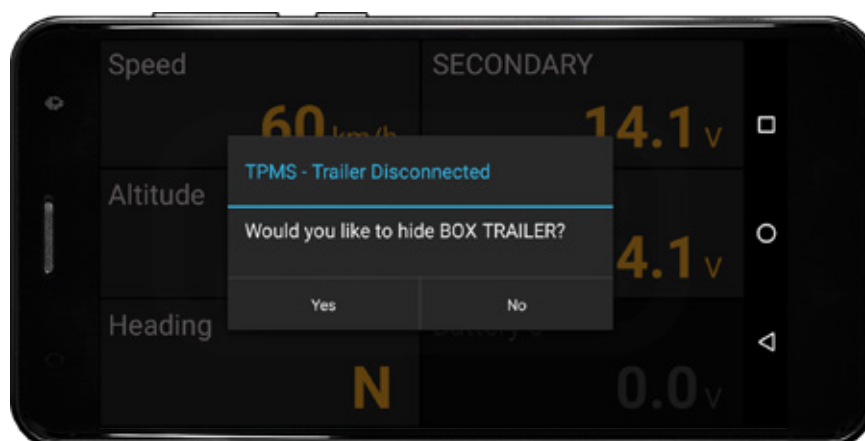 Speed
60 km/h
SECONDARY
14.1 V
TPMS - Trailer Disconnected
Would you like to hide BOX TRAILER?
Yes
No
Altitude
4.1 V
Heading
N
0.0 V